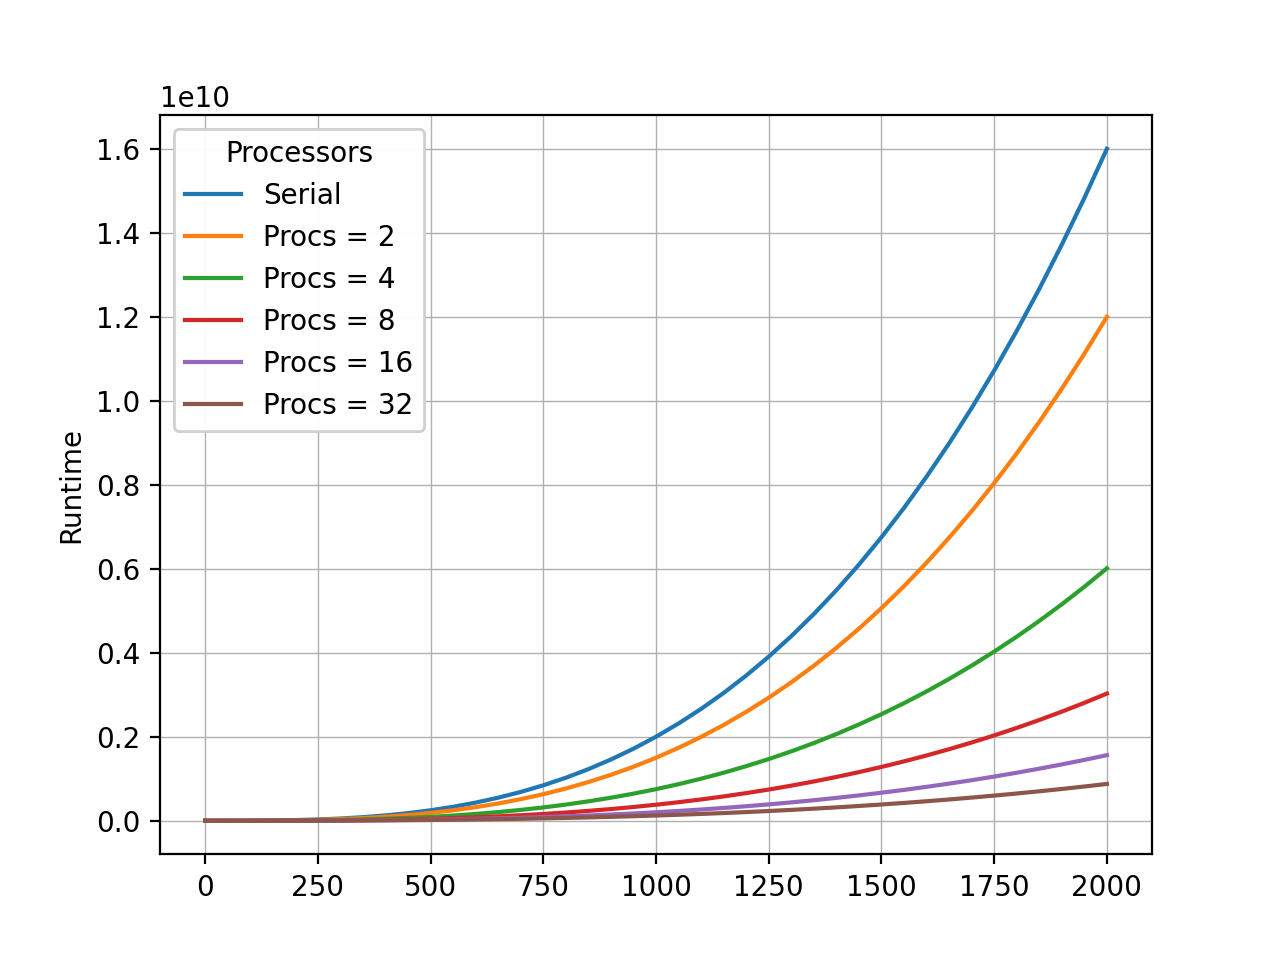 1e10
1.6
1.4
1.2
1.0
0.8
0.6
0.4
0.2
0.0
Runtime
Processors
Serial
Procs = 2
Procs = 4
Procs = 8
Procs = 16
Procs = 32
0 250 500 750 1000 1250 1500 1750 2000